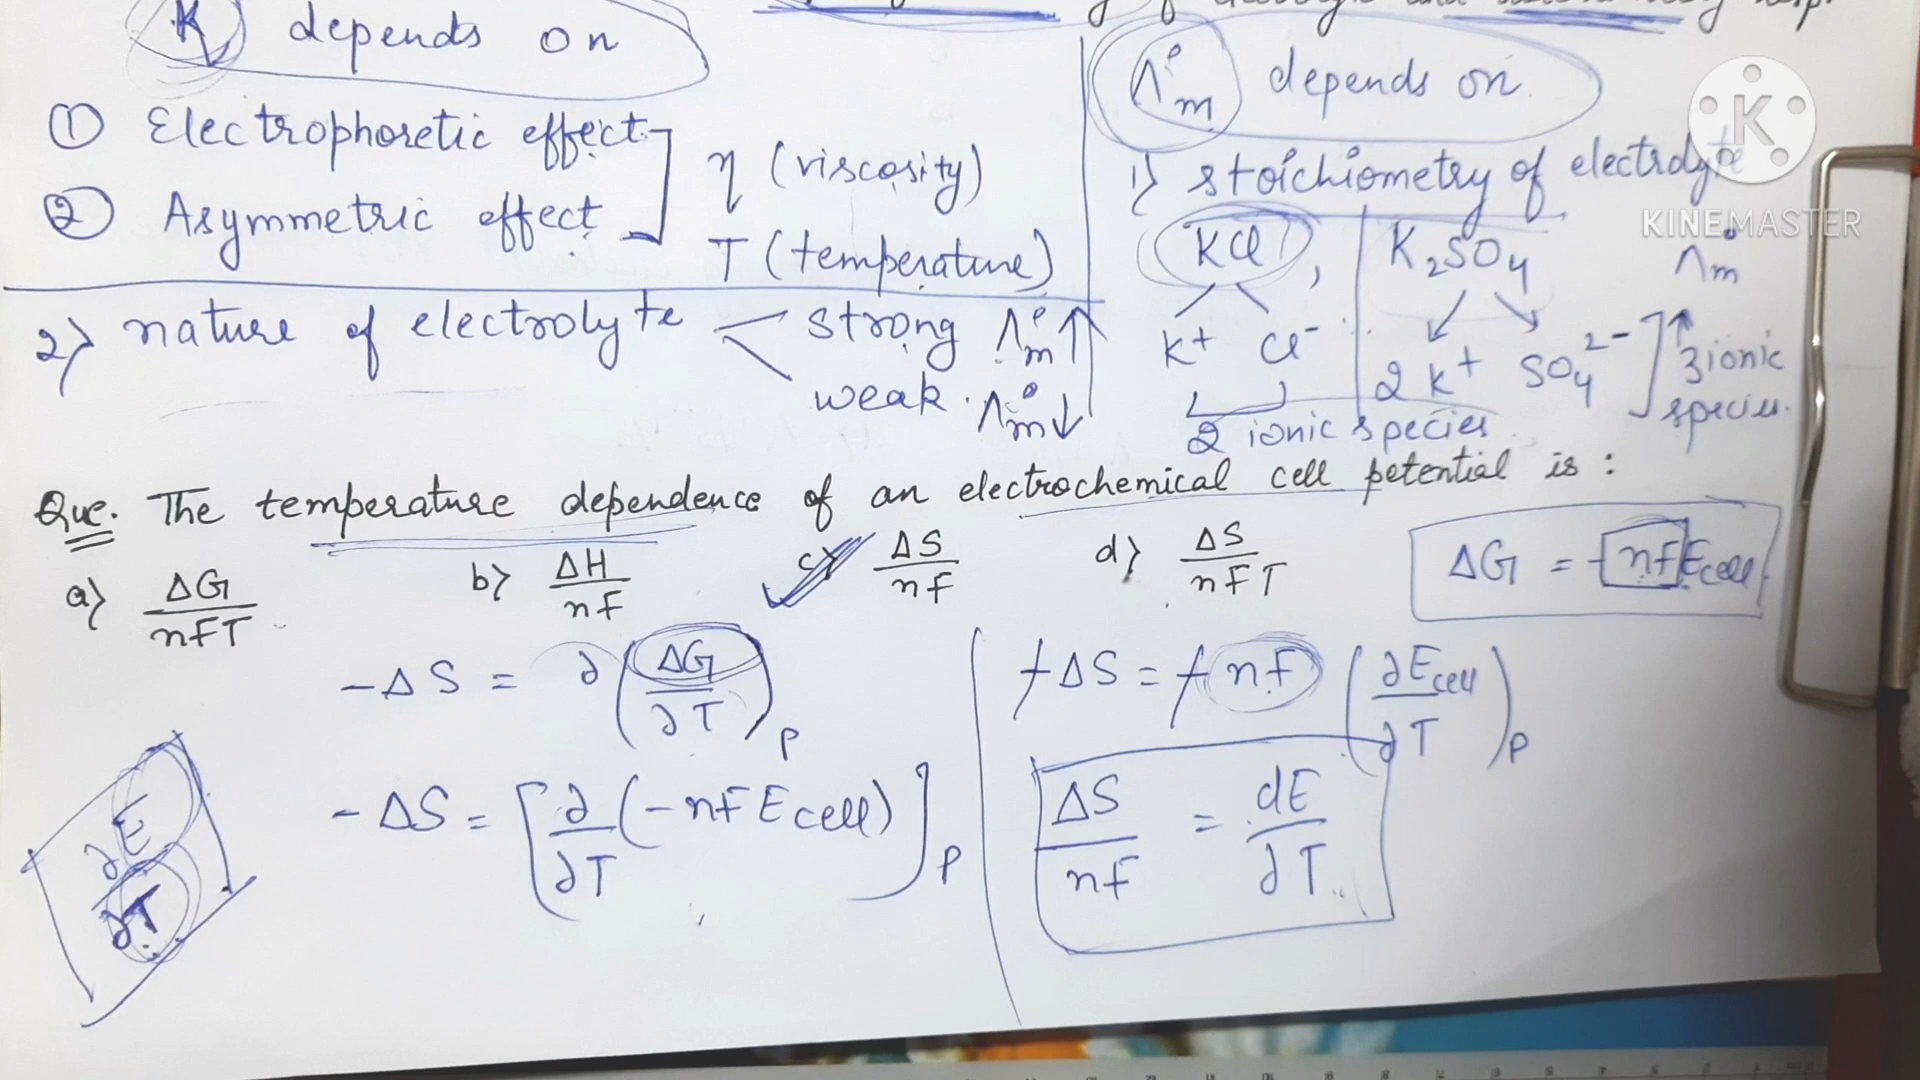 K depends on
① Electrophoretic effect
② Asymmetric effect
η (viscosity)
T (temperature)
2) nature of electrolyte
strong Λ°m ↑
weak . Λ°m ↓
Λ°m depends on
1) stoichiometry of electrolyte
KCl , K₂SO₄ Λ°m
K⁺ Cl⁻
2 K⁺ SO₄²⁻
2 ionic species
3 ionic
species.
K
KINEMASTER
Que. The temperature dependence of an electrochemical cell potential is :
a) ΔG/nFT b) ΔH/nF c) ΔS/nF d) ΔS/nFT
ΔG = -nFEcell
-ΔS = ∂(ΔG/∂T)P
-ΔS = [∂/∂T (-nFEcell)]P
-ΔS = -nF (∂Ecell/∂T)P
ΔS/nF = dE/∂T
∂E/∂T